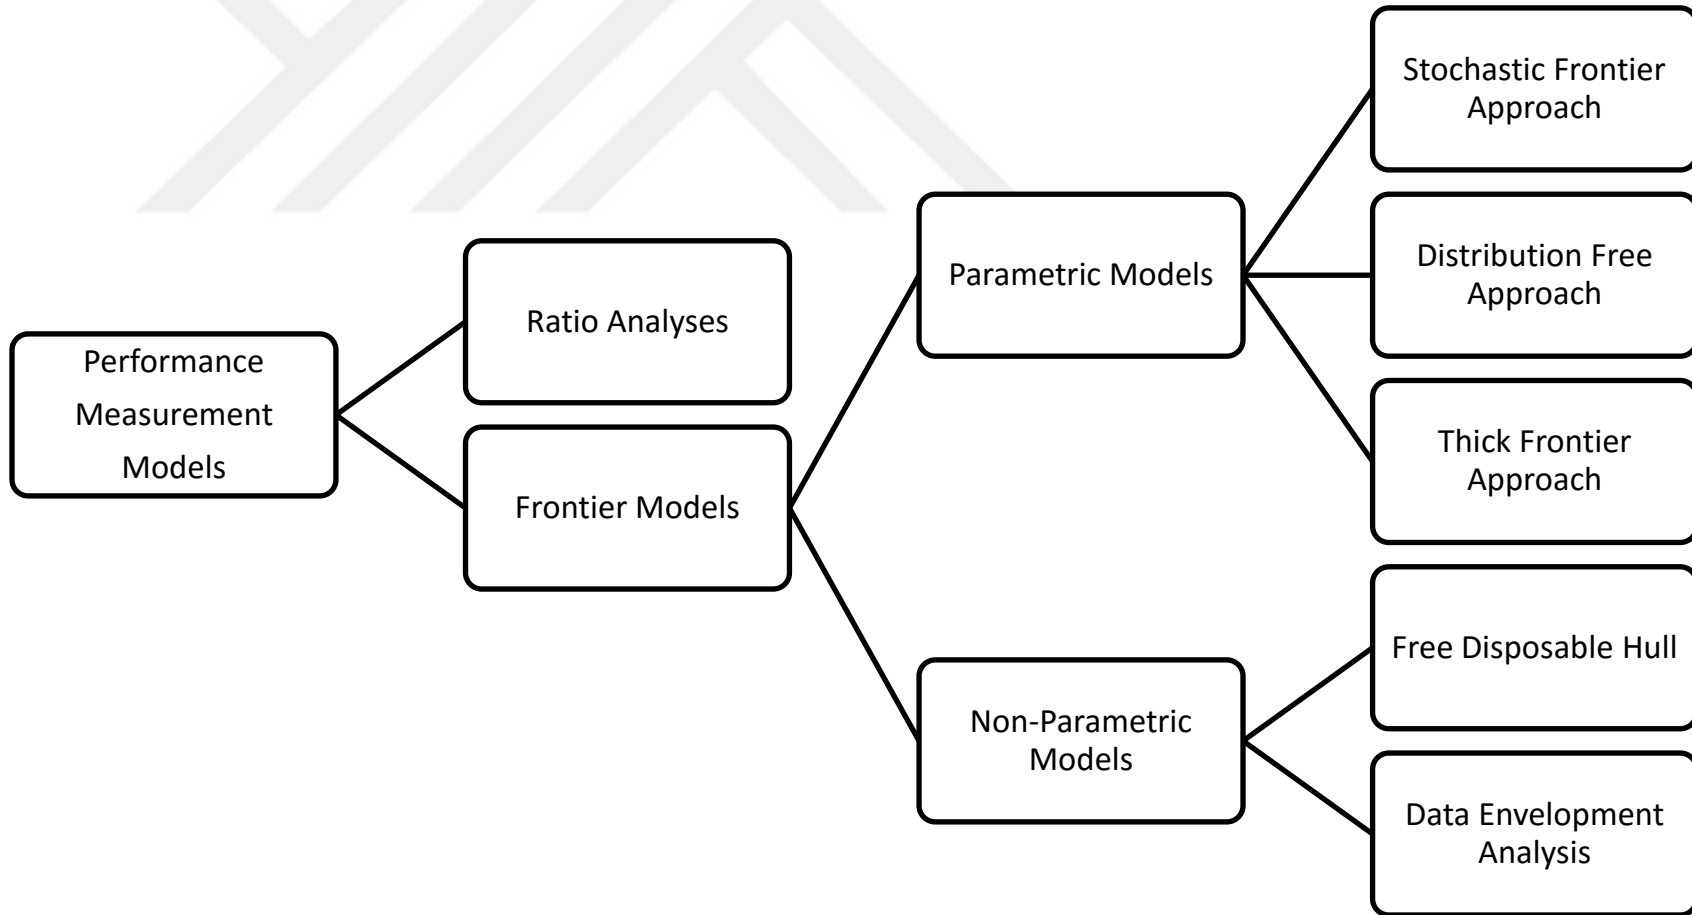 Performance
Measurement
Models
Ratio Analyses
Frontier Models
Parametric Models
Non-Parametric
Models
Stochastic Frontier
Approach
Distribution Free
Approach
Thick Frontier
Approach
Free Disposable Hull
Data Envelopment
Analysis